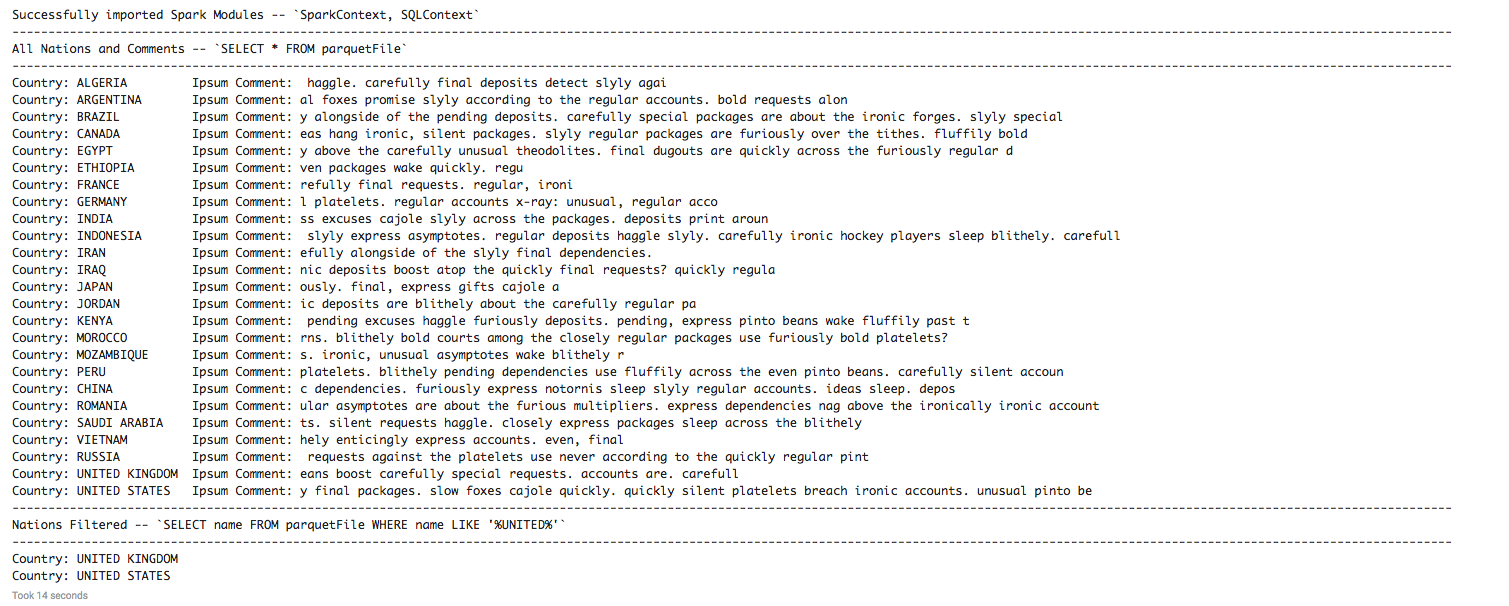 Successfully imported Spark Modules -- `SparkContext, SQLContext`
--------------------------------------------------------------------------------------------------------------------------------------------------------------------------------------------------------
All Nations and Comments -- `SELECT * FROM parquetFile`
--------------------------------------------------------------------------------------------------------------------------------------------------------------------------------------------------------
Country: ALGERIA         Ipsum Comment:  haggle. carefully final deposits detect slyly agai
Country: ARGENTINA       Ipsum Comment: al foxes promise slyly according to the regular accounts. bold requests alon
Country: BRAZIL          Ipsum Comment: y alongside of the pending deposits. carefully special packages are about the ironic forges. slyly special
Country: CANADA          Ipsum Comment: eas hang ironic, silent packages. slyly regular packages are furiously over the tithes. fluffily bold
Country: EGYPT           Ipsum Comment: y above the carefully unusual theodolites. final dugouts are quickly across the furiously regular d
Country: ETHIOPIA        Ipsum Comment: ven packages wake quickly. regu
Country: FRANCE          Ipsum Comment: refully final requests. regular, ironi
Country: GERMANY         Ipsum Comment: l platelets. regular accounts x-ray: unusual, regular acco
Country: INDIA           Ipsum Comment: ss excuses cajole slyly across the packages. deposits print aroun
Country: INDONESIA       Ipsum Comment:  slyly express asymptotes. regular deposits haggle slyly. carefully ironic hockey players sleep blithely. carefull
Country: IRAN            Ipsum Comment: efully alongside of the slyly final dependencies.
Country: IRAQ            Ipsum Comment: nic deposits boost atop the quickly final requests? quickly regula
Country: JAPAN           Ipsum Comment: ously. final, express gifts cajole a
Country: JORDAN          Ipsum Comment: ic deposits are blithely about the carefully regular pa
Country: KENYA           Ipsum Comment:  pending excuses haggle furiously deposits. pending, express pinto beans wake fluffily past t
Country: MOROCCO         Ipsum Comment: rns. blithely bold courts among the closely regular packages use furiously bold platelets?
Country: MOZAMBIQUE      Ipsum Comment: s. ironic, unusual asymptotes wake blithely r
Country: PERU            Ipsum Comment: platelets. blithely pending dependencies use fluffily across the even pinto beans. carefully silent accoun
Country: CHINA           Ipsum Comment: c dependencies. furiously express notornis sleep slyly regular accounts. ideas sleep. depos
Country: ROMANIA         Ipsum Comment: ular asymptotes are about the furious multipliers. express dependencies nag above the ironically ironic account
Country: SAUDI ARABIA    Ipsum Comment: ts. silent requests haggle. closely express packages sleep across the blithely
Country: VIETNAM         Ipsum Comment: hely enticingly express accounts. even, final
Country: RUSSIA          Ipsum Comment:  requests against the platelets use never according to the quickly regular pint
Country: UNITED KINGDOM  Ipsum Comment: eans boost carefully special requests. accounts are. carefull
Country: UNITED STATES   Ipsum Comment: y final packages. slow foxes cajole quickly. quickly silent platelets breach ironic accounts. unusual pinto be
--------------------------------------------------------------------------------------------------------------------------------------------------------------------------------------------------------
Nations Filtered -- `SELECT name FROM parquetFile WHERE name LIKE '%UNITED%'`
--------------------------------------------------------------------------------------------------------------------------------------------------------------------------------------------------------
Country: UNITED KINGDOM
Country: UNITED STATES
Took 14 seconds